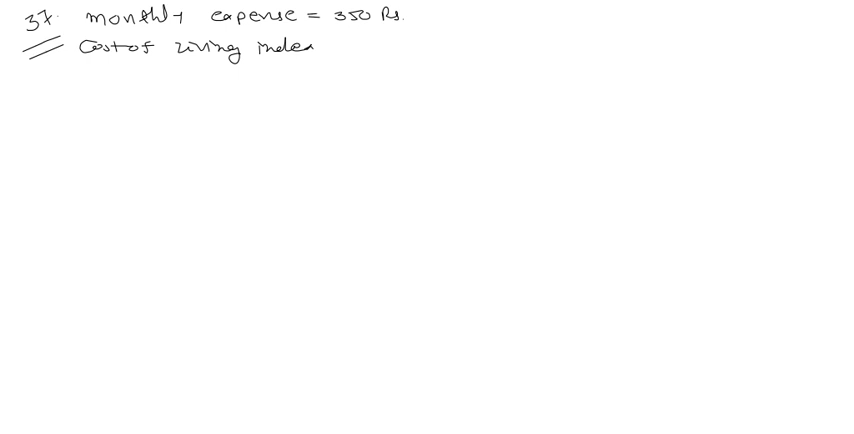 37. monthly expense = 350 Rs.
Cost of living index